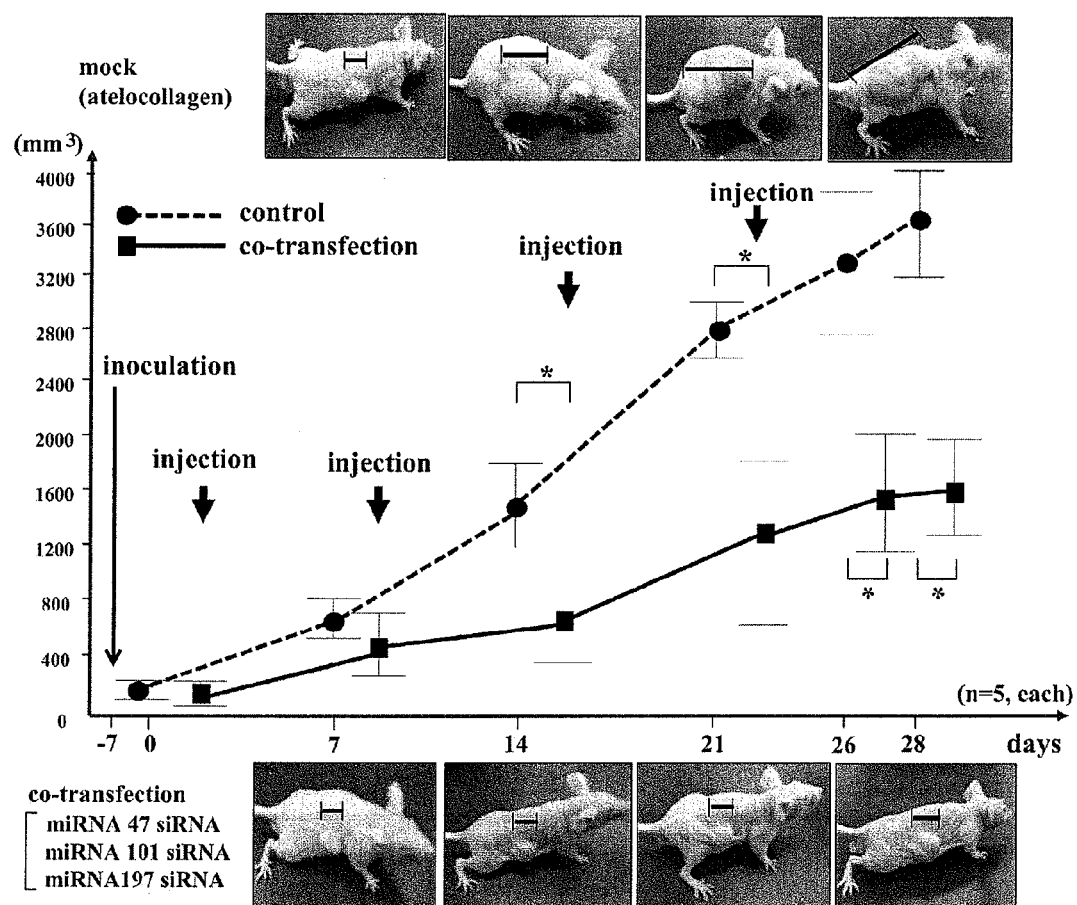 mock
(atelocollagen)
(mm3)
4000
3600
3200
2800
2400
2000
1600
1200
800
400
0
control
co-transfection
injection
injection
inoculation
injection
injection
*
*
*
*
(n=5, each)
-7 0 7 14 21 26 28 days
co-transfection
miRNA 47 siRNA
miRNA 101 siRNA
miRNA197 siRNA